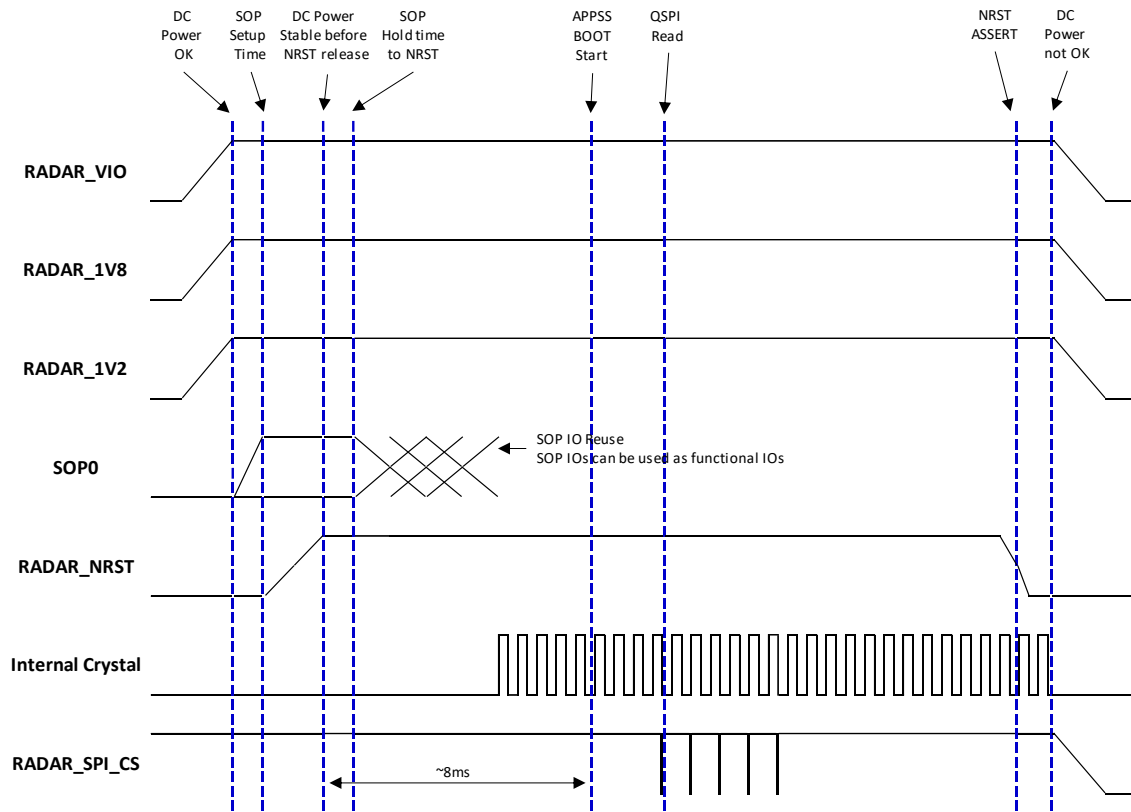 DC
Power
OK
SOP
Setup
Time
DC Power
Stable before
NRST release
SOP
Hold time
to NRST
APPSS
BOOT
Start
QSPI
Read
NRST
ASSERT
DC
Power
not OK
RADAR_VIO
RADAR_1V8
RADAR_1V2
SOP0
SOP IO Reuse
SOP IOs can be used as functional IOs
RADAR_NRST
Internal Crystal
RADAR_SPI_CS
~8ms